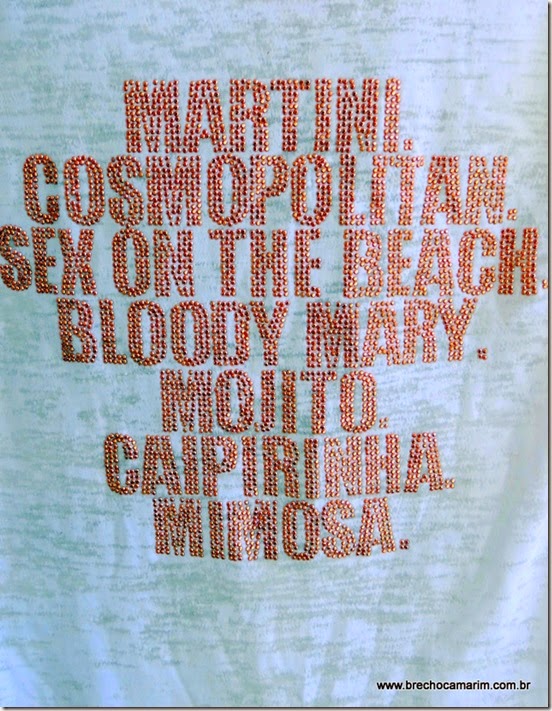 MARTINI.
COSMOPOLITAN.
SEX ON THE BEACH.
BLOODY MARY.
MOJITO.
CAIPIRINHA.
MIMOSA.
www.brechocamarim.com.br